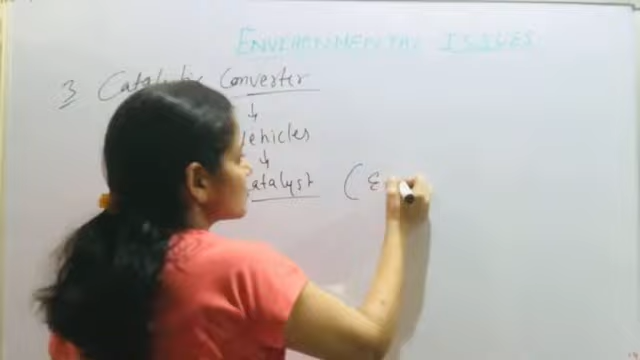 ENVIRONMENTAL ISSUES
3 Catalytic Converter
↓
Vehicles
↓
Catalyst (E